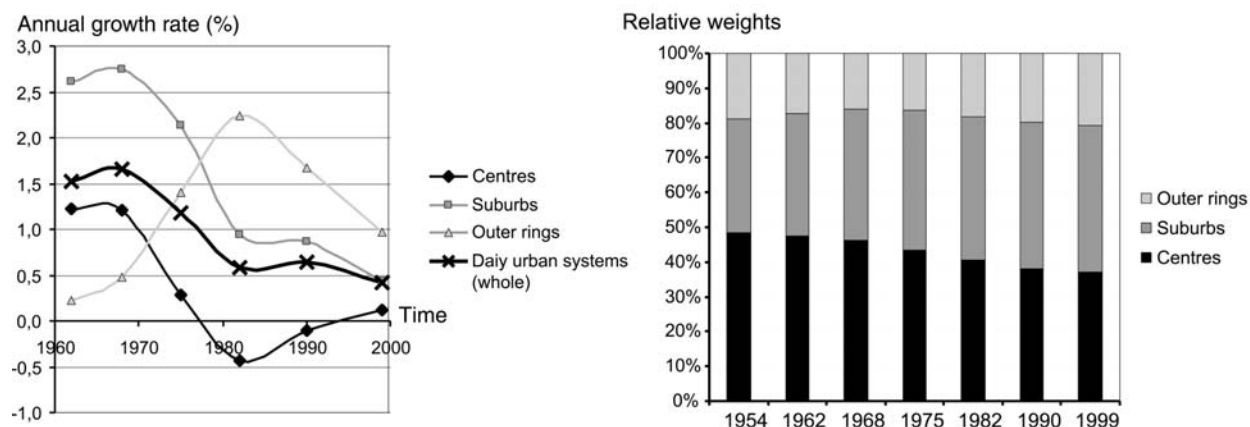 Annual growth rate (%)
3,0
2,5
2,0
1,5
1,0
0,5
0,0
-0,5
-1,0
1960 1970 1980 1990 2000
Time
Centres
Suburbs
Outer rings
Daiy urban systems
(whole)
Relative weights
100%
90%
80%
70%
60%
50%
40%
30%
20%
10%
0%
1954 1962 1968 1975 1982 1990 1999
Outer rings
Suburbs
Centres